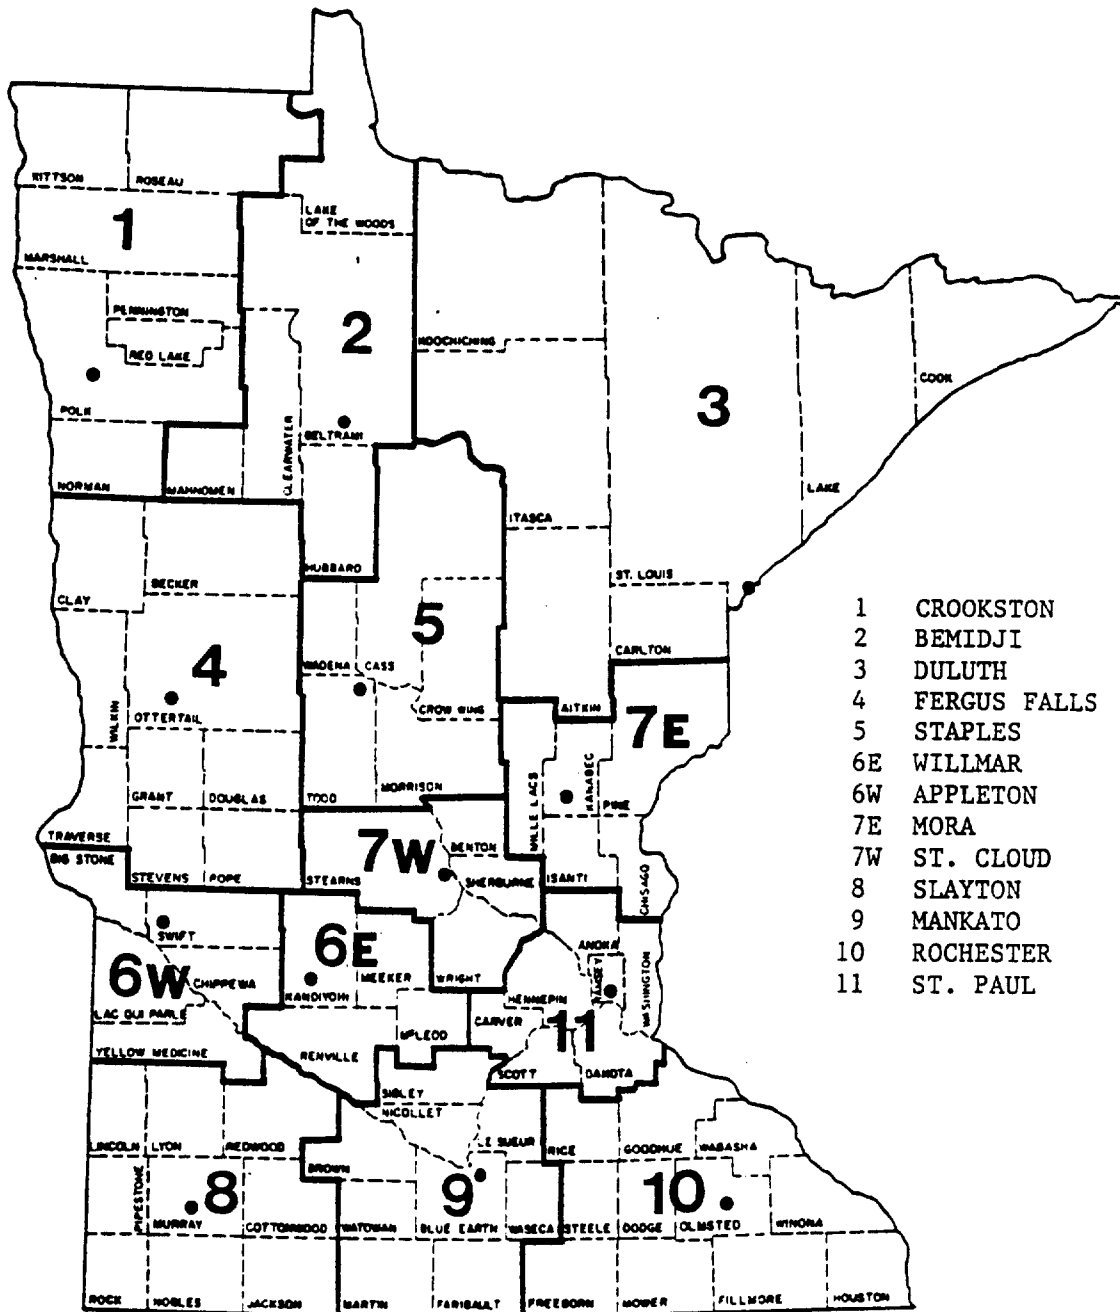 KITTSON
ROSEAU
LAKE
OF THE WOODS
1
MARSHALL
PENNINGTON
RED LAKE
2
KOOCHICHING
3
COOK
POLK
BELTRAMI
CLEARWATER
NORMAN
MAHNOMEN
LAKE
ITASCA
HUBBARD
BECKER
ST. LOUIS
CLAY
5
4
WADENA
CASS
CARLTON
1 CROOKSTON
2 BEMIDJI
3 DULUTH
4 FERGUS FALLS
5 STAPLES
6E WILLMAR
6W APPLETON
7E MORA
7W ST. CLOUD
8 SLAYTON
9 MANKATO
10 ROCHESTER
11 ST. PAUL
WILKIN
OTTERTAIL
CROW WING
AITKIN
7E
GRANT
DOUGLAS
TODD
MORRISON
MILLE LACS
KANABEC
PINE
TRAVERSE
BIG STONE
7W
BENTON
STEVENS
POPE
STEARNS
SHERBURNE
ISANTI
CHISAGO
SWIFT
6E
ANOKA
6W
CHIPPEWA
KANDIYOHI
MEEKER
WRIGHT
RAMSEY
WASHINGTON
LAC QUI PARLE
HENNEPIN
MCLEOD
CARVER
11
YELLOW MEDICINE
RENVILLE
SCOTT
DAKOTA
SIBLEY
NICOLLET
LINCOLN
LYON
REDWOOD
LE SUEUR
RICE
GOODHUE
WABASHA
BROWN
PIPESTONE
8
9
10
MURRAY
COTTONWOOD
WATONWAN
BLUE EARTH
WASECA
STEELE
DODGE
OLMSTED
WINONA
ROCK
NOBLES
JACKSON
MARTIN
FARIBAULT
FREEBORN
MOWER
FILLMORE
HOUSTON